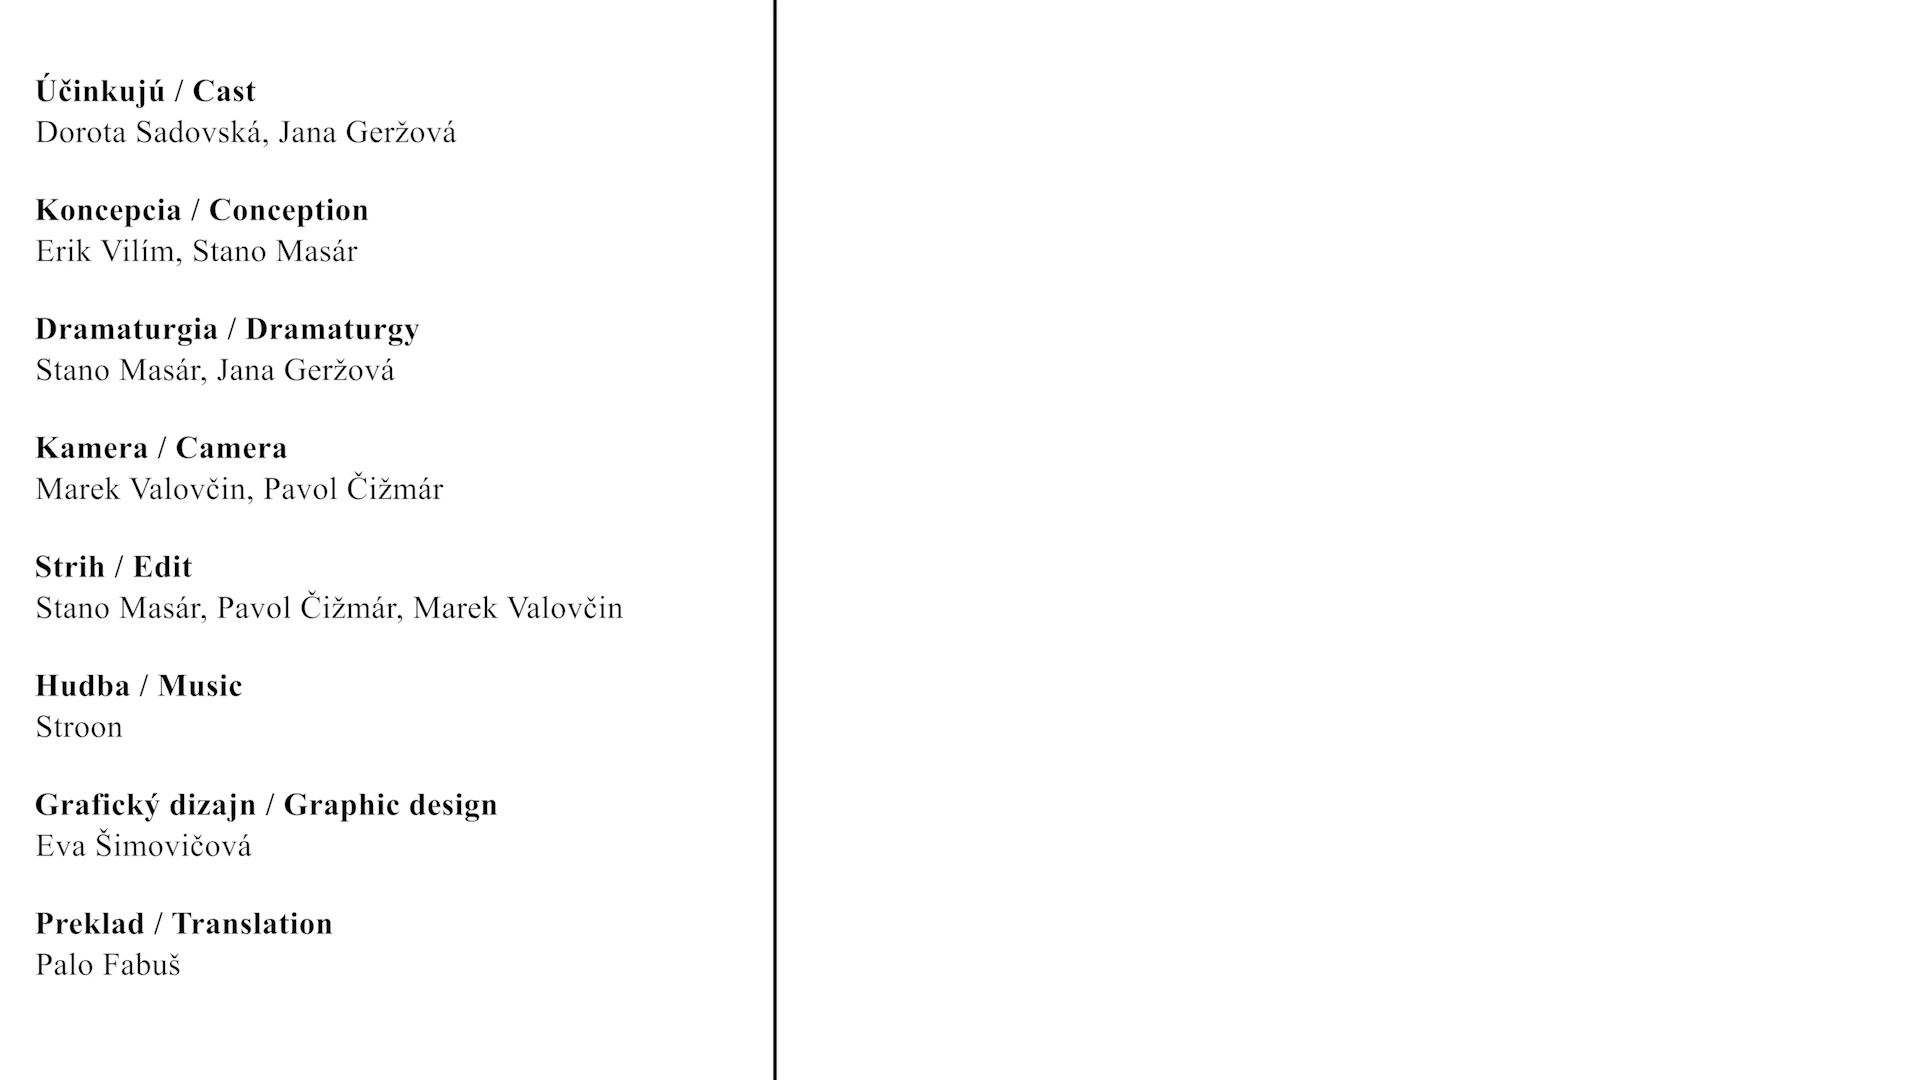 Účinkujú / Cast
Dorota Sadovská, Jana Geržová
Koncepcia / Conception
Erik Vilím, Stano Masár
Dramaturgia / Dramaturgy
Stano Masár, Jana Geržová
Kamera / Camera
Marek Valovčin, Pavol Čižmár
Strih / Edit
Stano Masár, Pavol Čižmár, Marek Valovčin
Hudba / Music
Stroon
Grafický dizajn / Graphic design
Eva Šimovičová
Preklad / Translation
Palo Fabuš